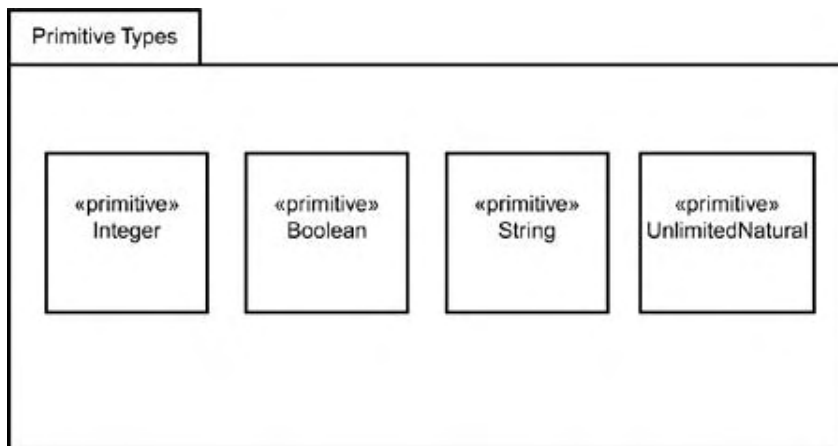 Primitive Types
«primitive»
Integer
«primitive»
Boolean
«primitive»
String
«primitive»
UnlimitedNatural